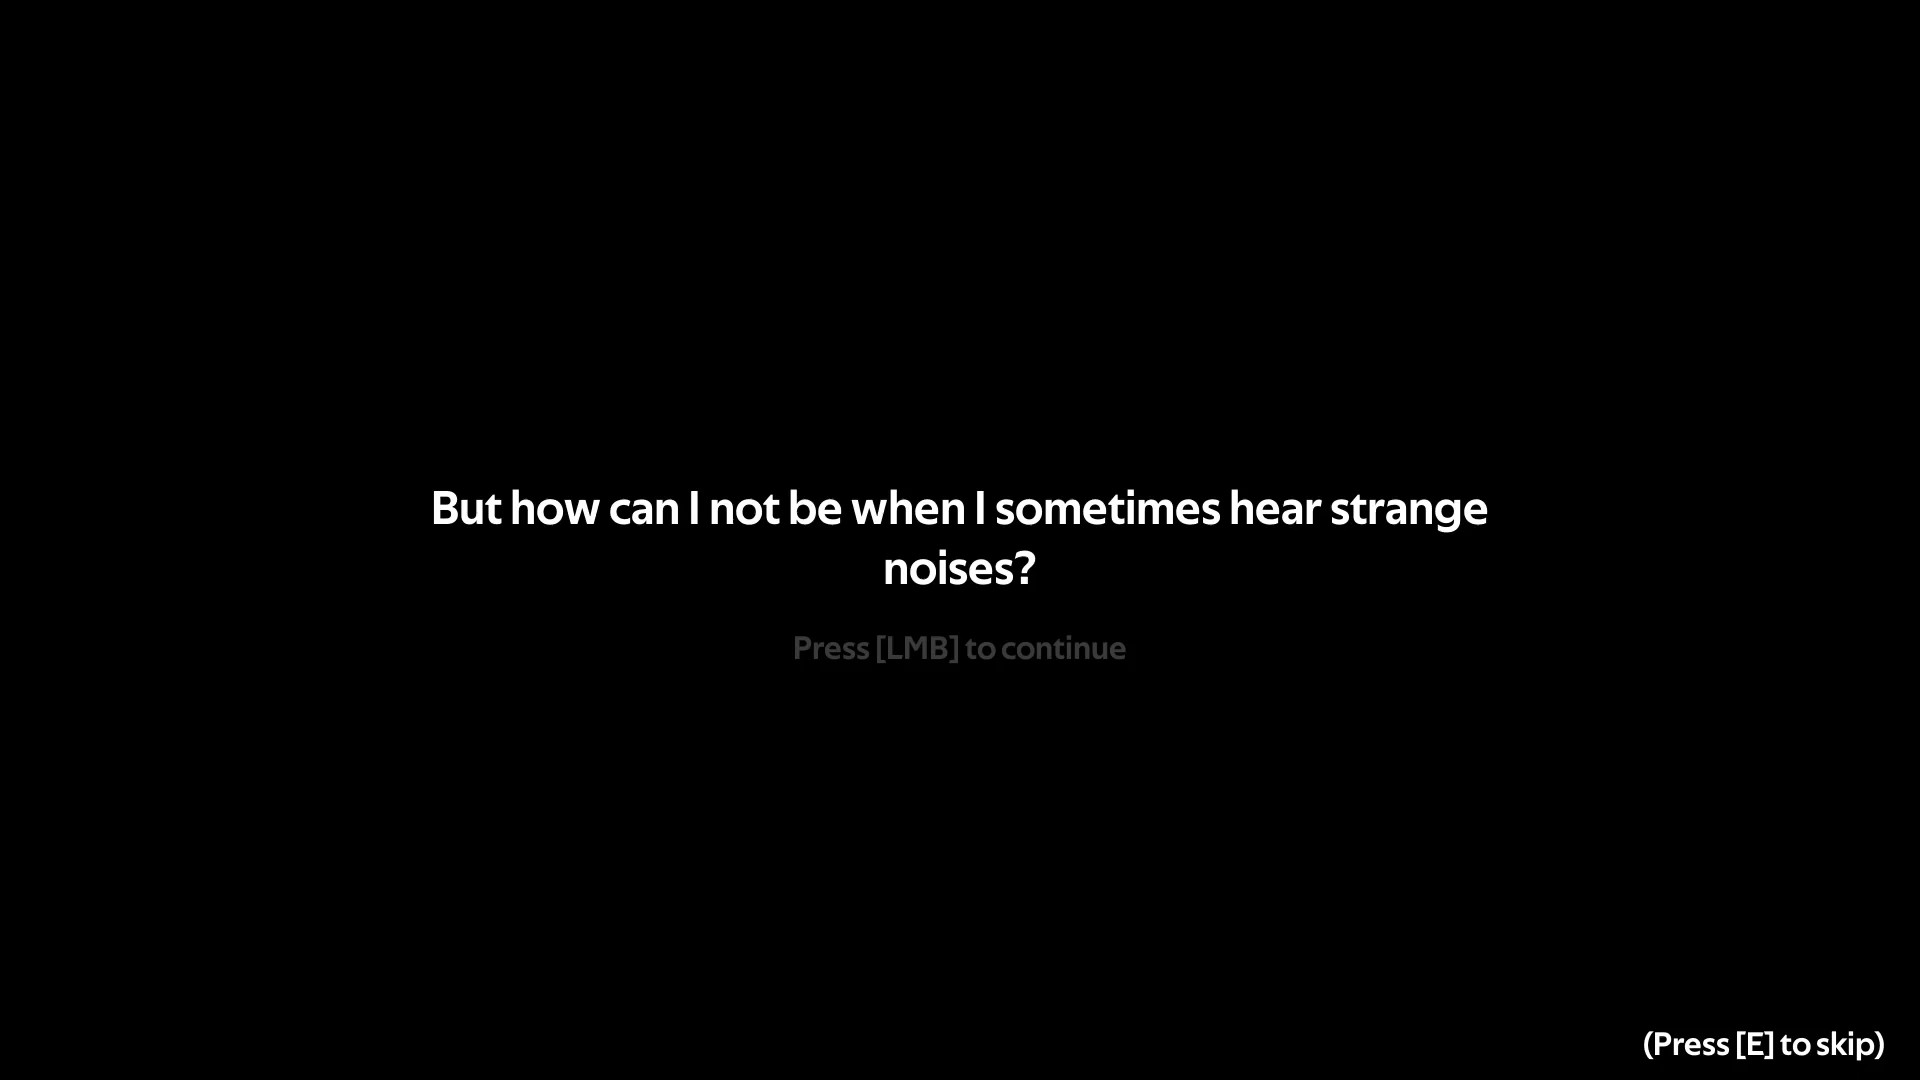 But how can I not be when I sometimes hear strange
noises?
Press [LMB] to continue
(Press [E] to skip)